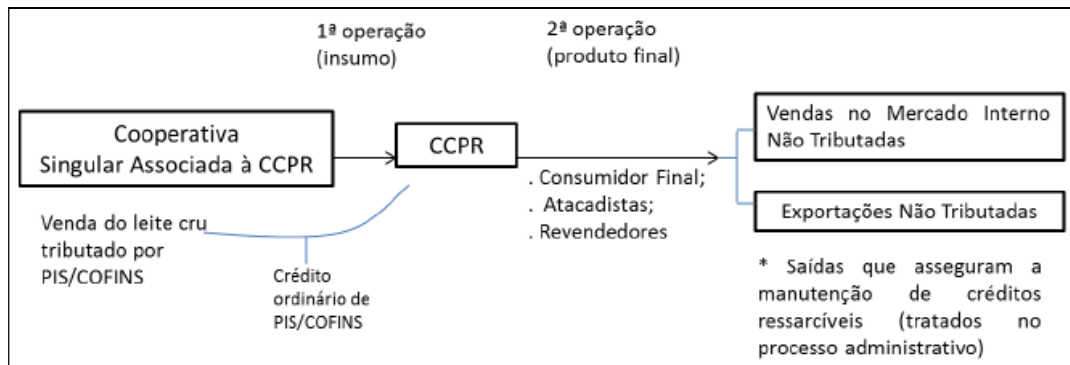 1ª operação
(insumo)
2ª operação
(produto final)
Cooperativa
Singular Associada à CCPR
CCPR
Vendas no Mercado Interno
Não Tributadas
. Consumidor Final;
. Atacadistas;
. Revendedores
Exportações Não Tributadas
Venda do leite cru
tributado por
PIS/COFINS
Crédito
ordinário de
PIS/COFINS
* Saídas que asseguram a
manutenção de créditos
ressarcíveis (tratados no
processo administrativo)